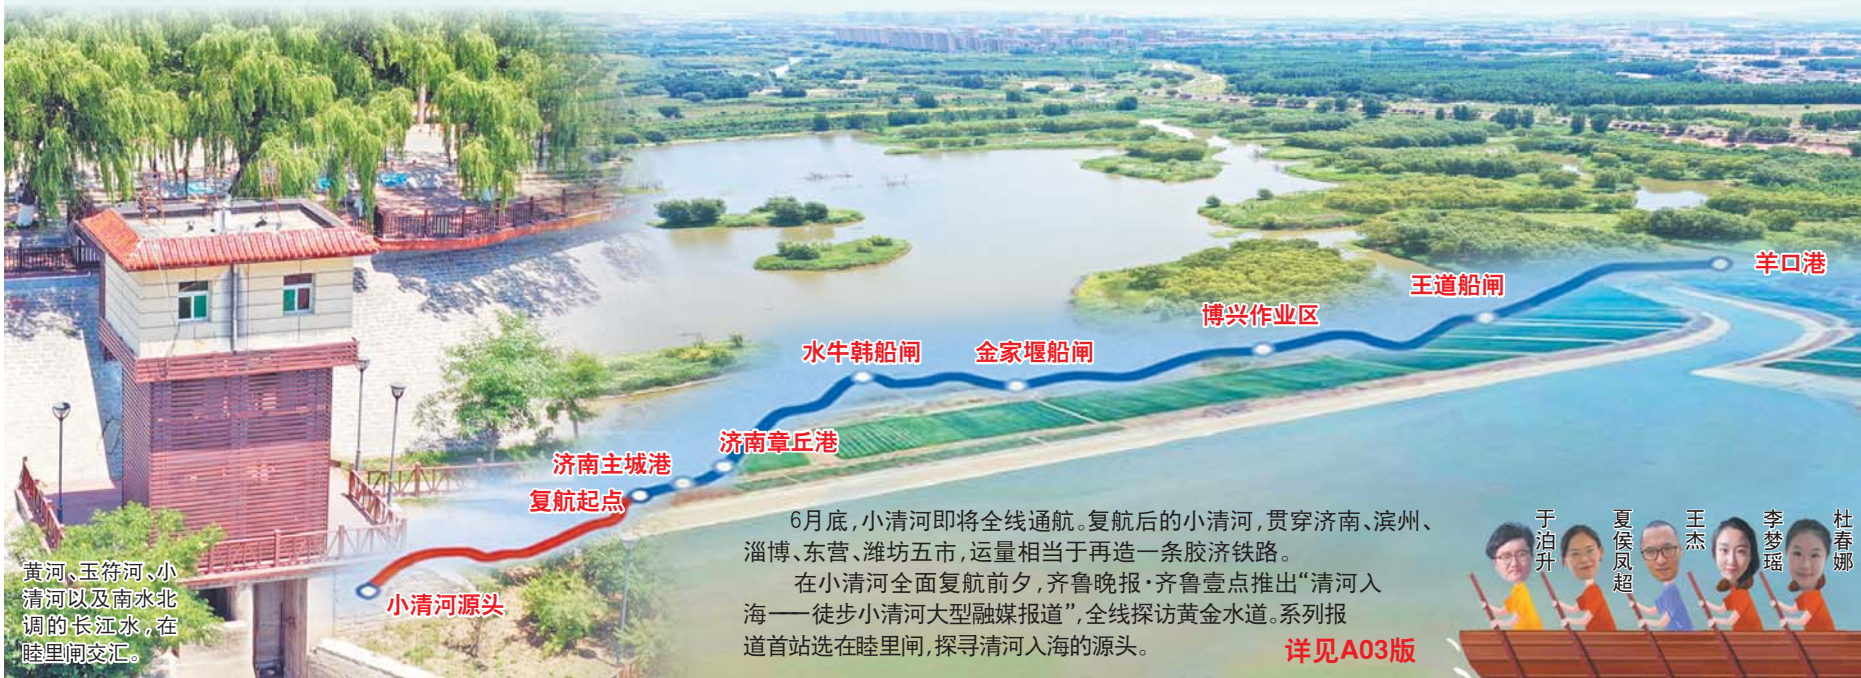 羊口港
王道船闸
博兴作业区
水牛韩船闸
金家堰船闸
济南章丘港
济南主城港
复航起点
小清河源头
黄河、玉符河、小
清河以及南水北
调的长江水，在
睦里闸交汇。
6月底，小清河即将全线通航。复航后的小清河，贯穿济南、滨州、
淄博、东营、潍坊五市，运量相当于再造一条胶济铁路。
在小清河全面复航前夕，齐鲁晚报·齐鲁壹点推出“清河入
海——徒步小清河大型融媒报道”，全线探访黄金水道。系列报
道首站选在睦里闸，探寻清河入海的源头。
详见A03版
于泊升
夏侯凤超
王杰
李梦瑶
杜春娜